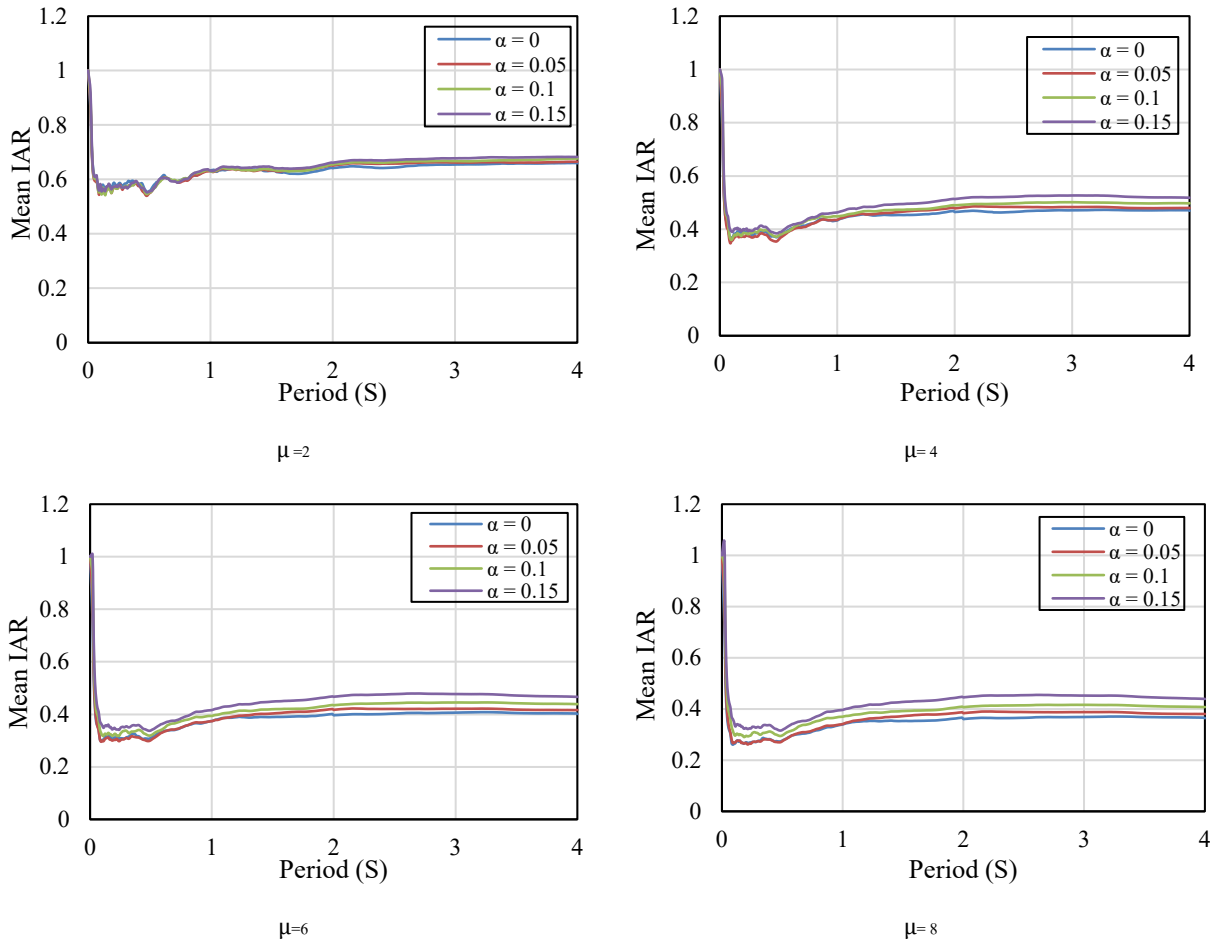 1.2
1
0.8
0.6
0.4
0.2
0
Mean IAR
α = 0
α = 0.05
α = 0.1
α = 0.15
0 1 2 3 4
Period (S)
μ =2
1.2
1
0.8
0.6
0.4
0.2
0
Mean IAR
α = 0
α = 0.05
α = 0.1
α = 0.15
0 1 2 3 4
Period (S)
μ= 4
1.2
1
0.8
0.6
0.4
0.2
0
Mean IAR
α = 0
α = 0.05
α = 0.1
α = 0.15
0 1 2 3 4
Period (S)
μ=6
1.2
1
0.8
0.6
0.4
0.2
0
Mean IAR
α = 0
α = 0.05
α = 0.1
α = 0.15
0 1 2 3 4
Period (S)
μ= 8